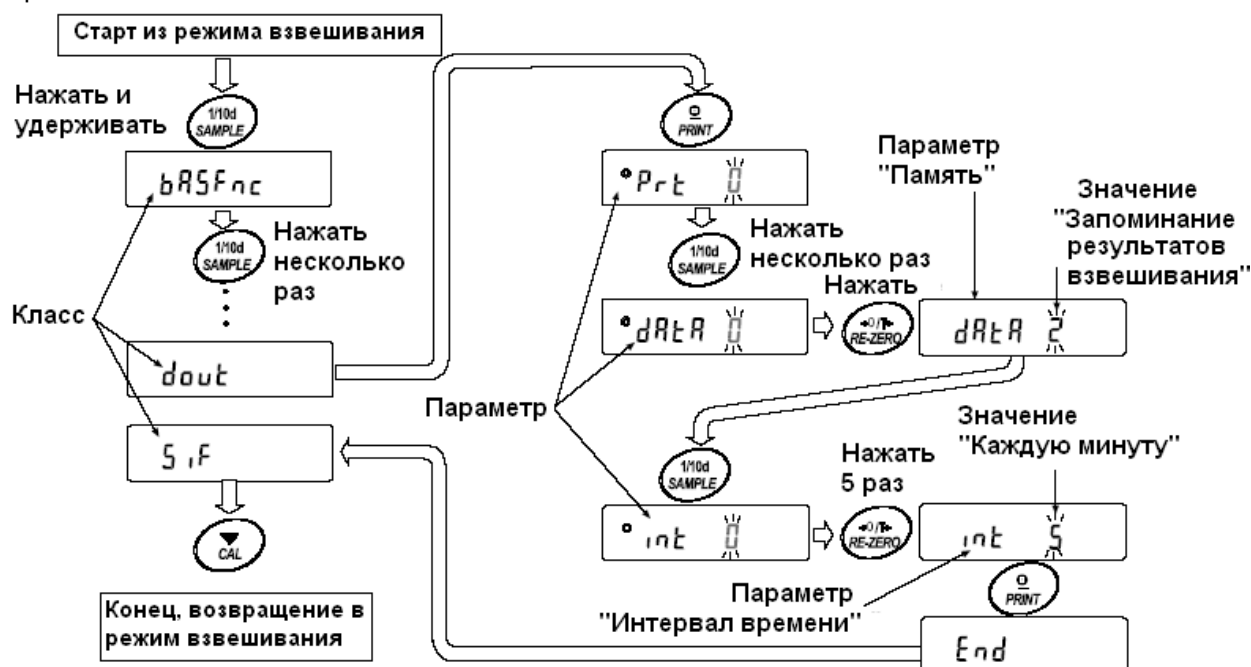 Старт из режима взвешивания
Нажать и
удерживать
1/10d
SAMPLE
bASFnc
1/10d
SAMPLE
Нажать
несколько
раз
Класс
dout
SiF
CAL
Конец, возвращение в
режим взвешивания
PRINT
Prt 0
1/10d
SAMPLE
Нажать
несколько раз
Параметр
dAtA 0
Нажать
→0/T←
RE-ZERO
Параметр
"Память"
Значение
"Запоминание
результатов
взвешивания"
dAtA 2
1/10d
SAMPLE
int 0
Нажать
5 раз
→0/T←
RE-ZERO
Значение
"Каждую минуту"
int 5
Параметр
"Интервал времени"
PRINT
End